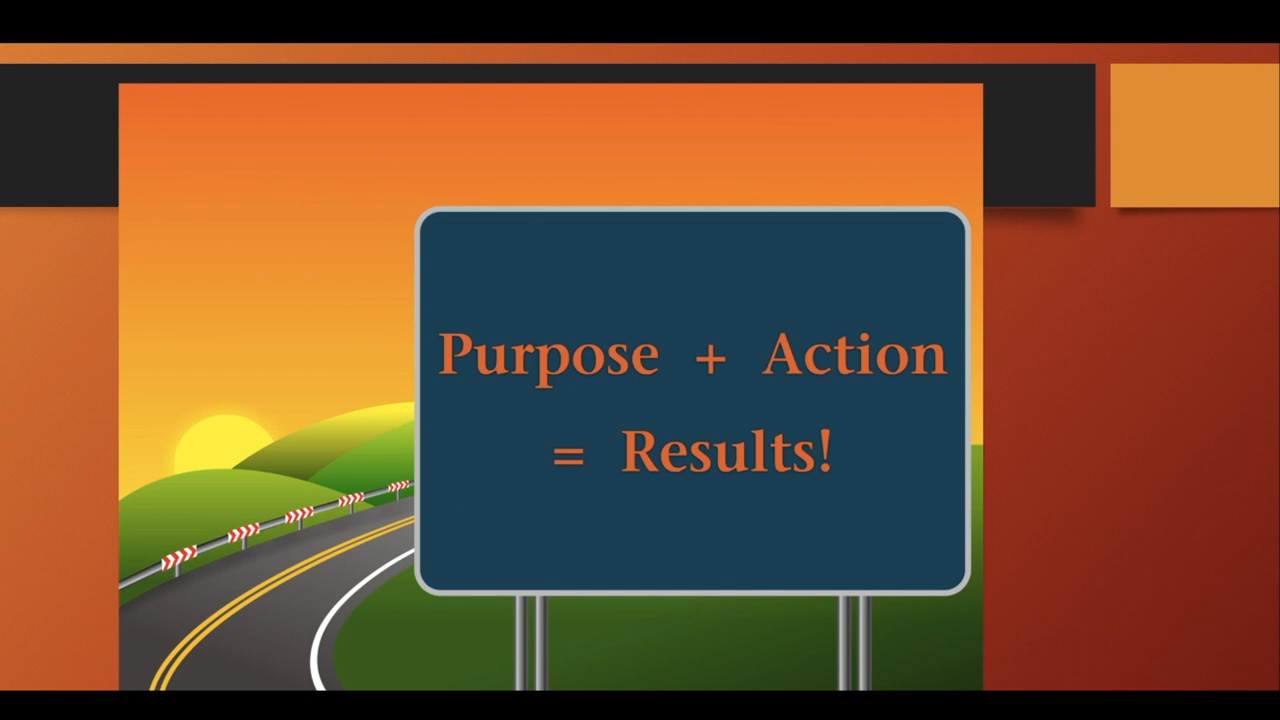 Purpose + Action
= Results!